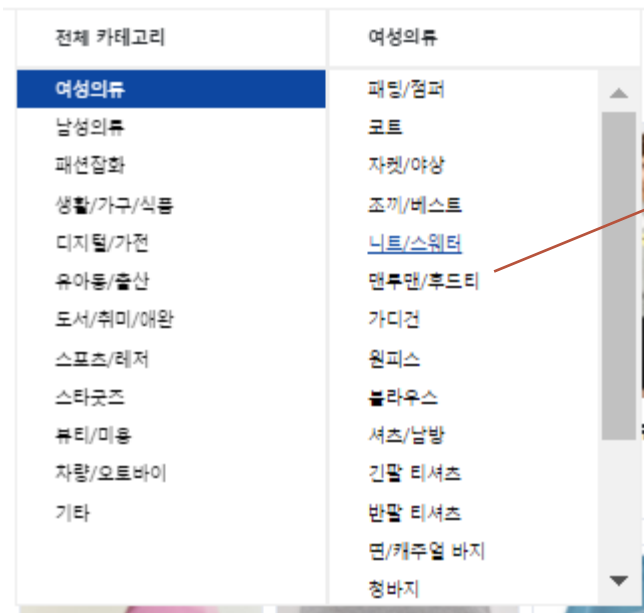 전체 카테고리
여성의류
남성의류
패션잡화
생활/가구/식품
디지털/가전
유아동/출산
도서/취미/애완
스포츠/레저
스타굿즈
뷰티/미용
차량/오토바이
기타
여성의류
패딩/점퍼
코트
자켓/야상
조끼/베스트
니트/스웨터
맨투맨/후드티
가디건
원피스
블라우스
셔츠/남방
긴팔 티셔츠
반팔 티셔츠
면/캐주얼 바지
청바지